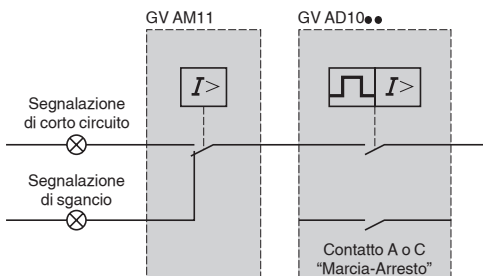 GV AM11
GV AD10●●
I>
I>
Segnalazione
di corto circuito
Segnalazione
di sgancio
Contatto A o C
“Marcia-Arresto”